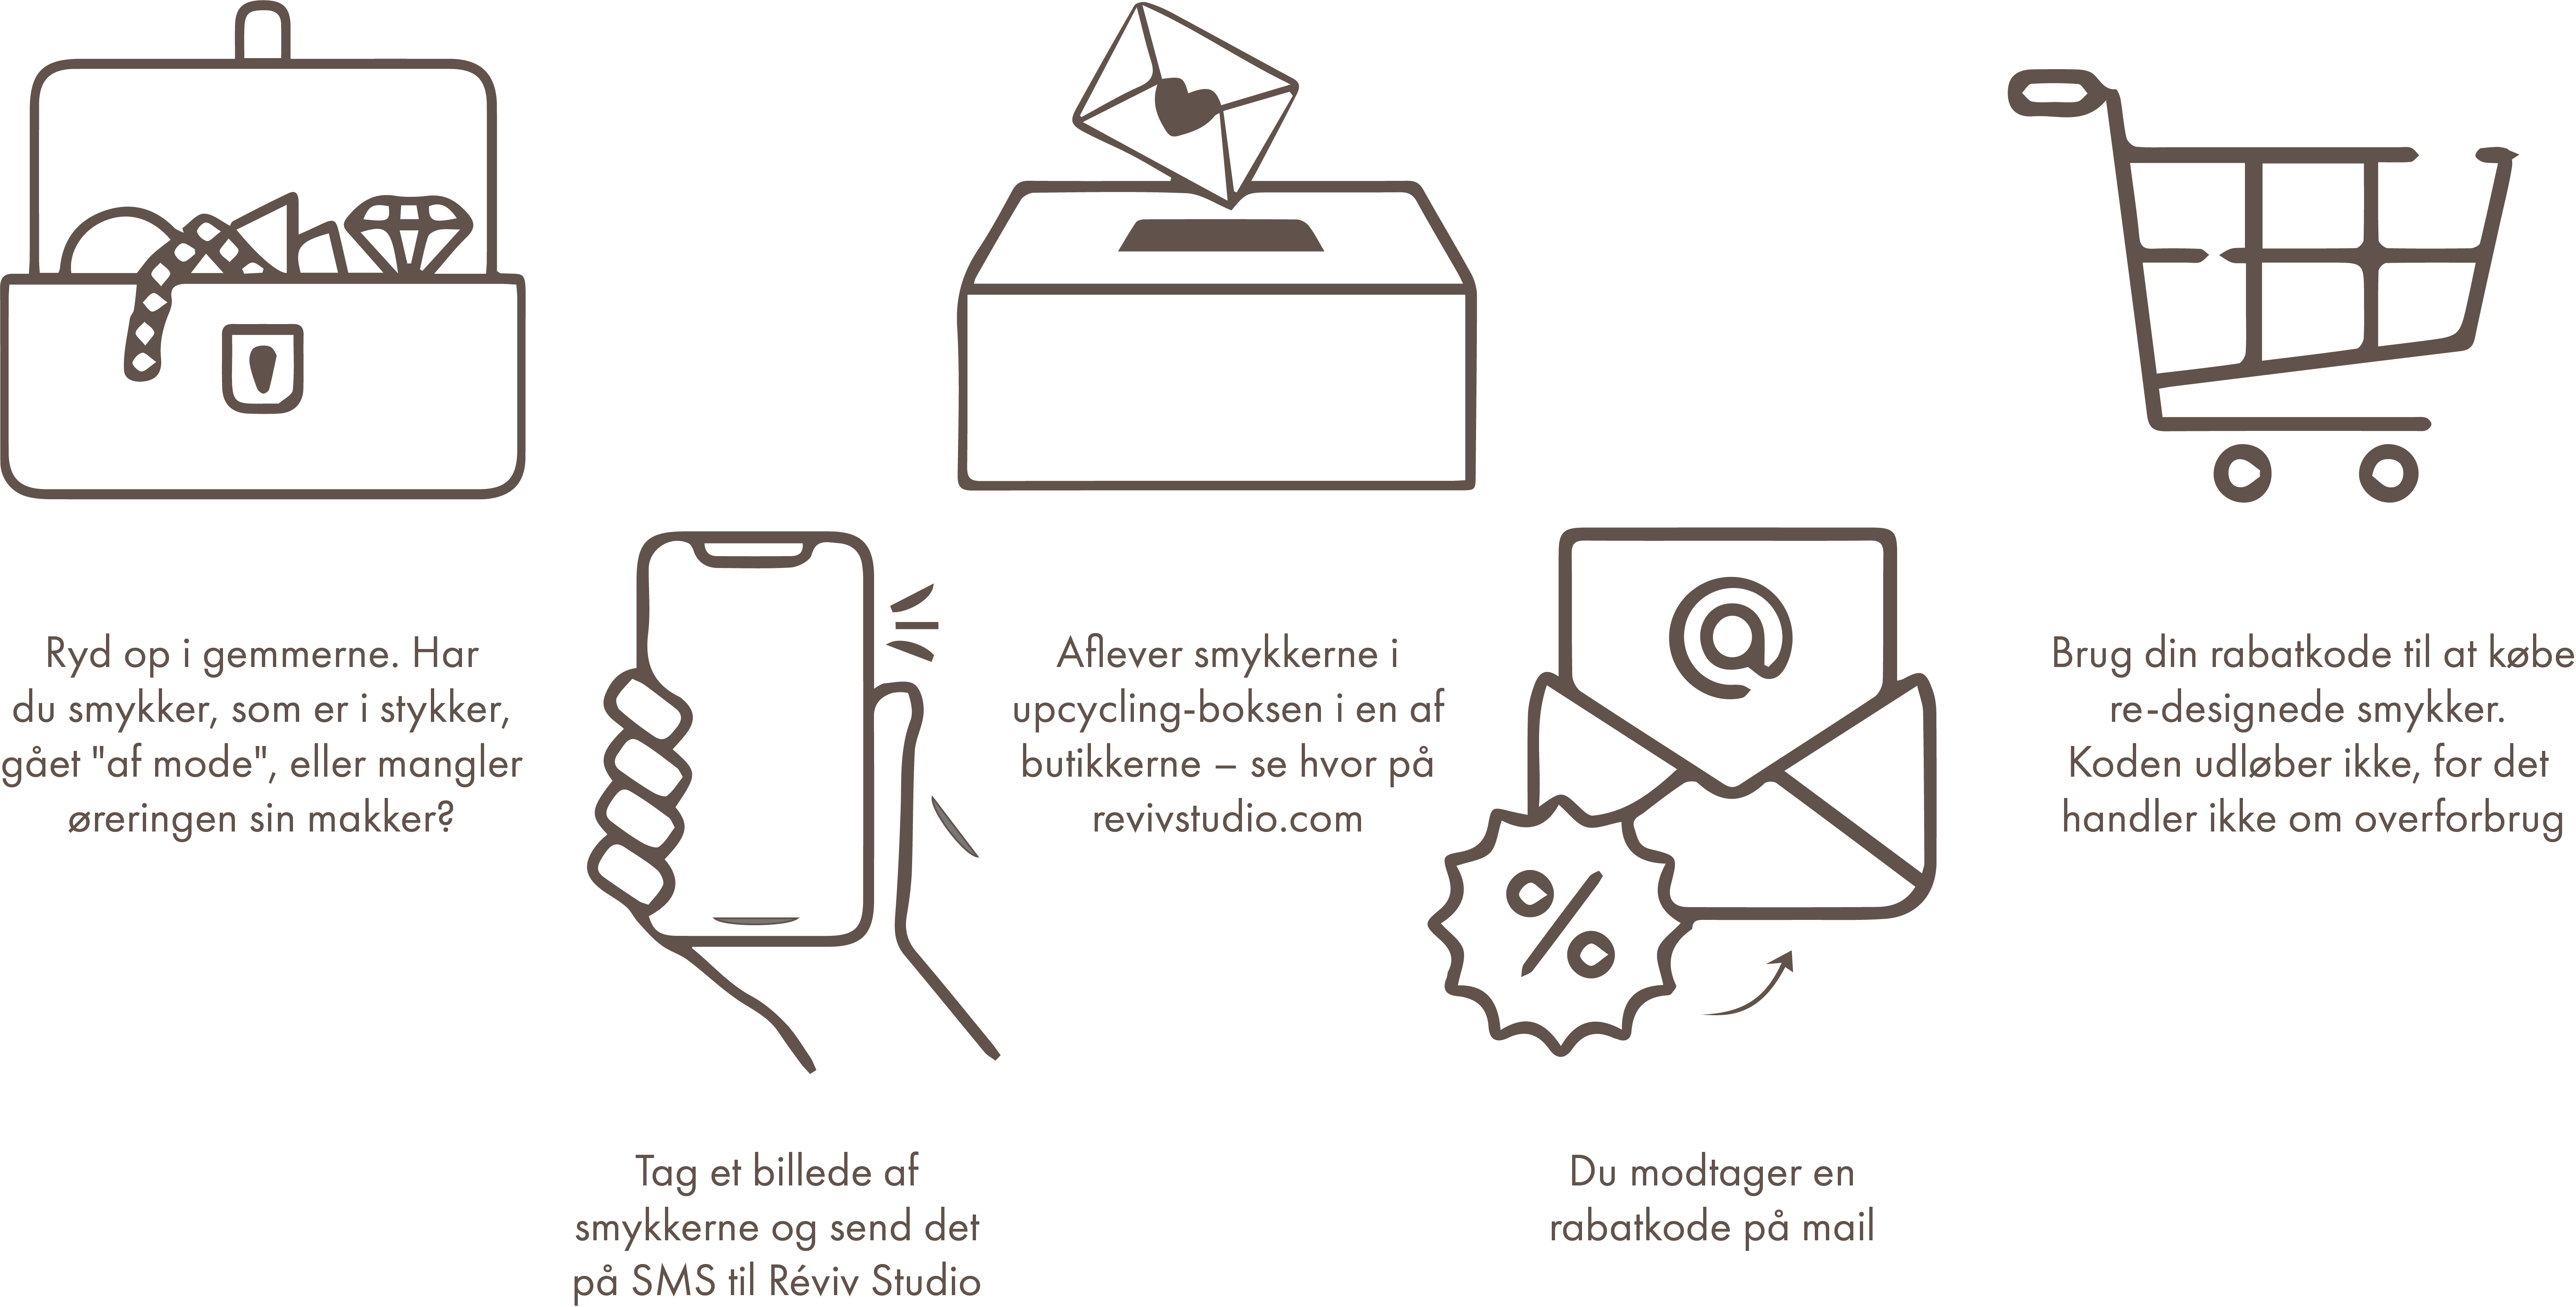 Ryd op i gemmerne. Har
du smykker, som er i stykker,
gået "af mode", eller mangler
øreringen sin makker?
Tag et billede af
smykkerne og send det
på SMS til Réviv Studio
Aflever smykkerne i
upcycling-boksen i en af
butikkerne – se hvor på
revivstudio.com
Du modtager en
rabatkode på mail
Brug din rabatkode til at købe
re-designede smykker.
Koden udløber ikke, for det
handler ikke om overforbrug